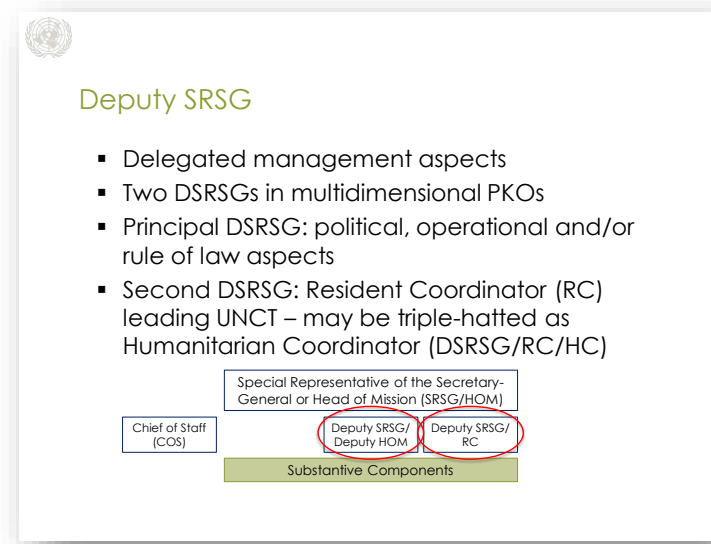 Deputy SRSG
▪ Delegated management aspects
▪ Two DSRSGs in multidimensional PKOs
▪ Principal DSRSG: political, operational and/or
rule of law aspects
▪ Second DSRSG: Resident Coordinator (RC)
leading UNCT – may be triple-hatted as
Humanitarian Coordinator (DSRSG/RC/HC)
Special Representative of the Secretary-
General or Head of Mission (SRSG/HOM)
Chief of Staff
(COS)
Deputy SRSG/
Deputy HOM
Deputy SRSG/
RC
Substantive Components